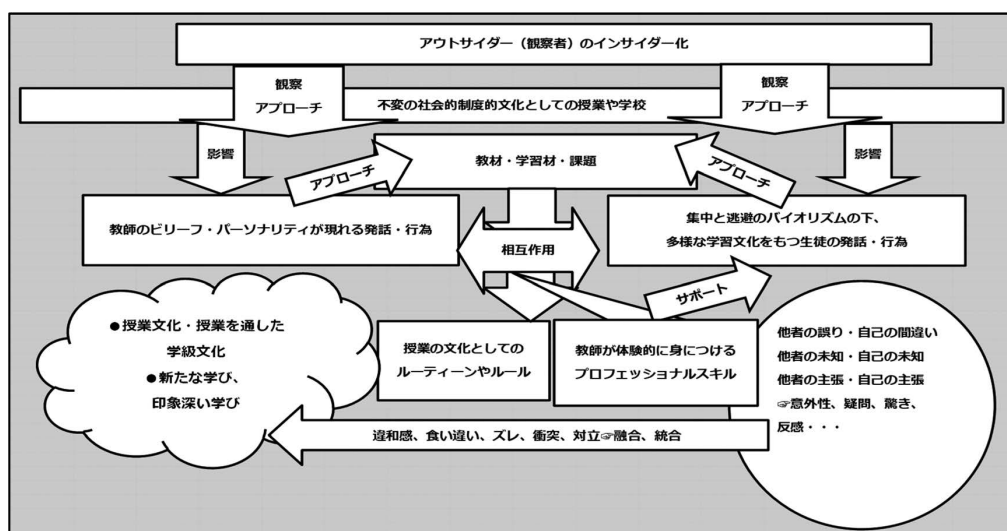 アウトサイダー（観察者）のインサイダー化
観察
アプローチ
観察
アプローチ
不変の社会的制度的文化としての授業や学校
影響
アプローチ
教材・学習材・課題
アプローチ
影響
教師のビリーフ・パーソナリティが現れる発話・行為
相互作用
集中と逃避のバイオリズムの下、
多様な学習文化をもつ生徒の発話・行為
サポート
●授業文化・授業を通した
学級文化
●新たな学び、
印象深い学び
授業の文化としての
ルーティーンやルール
教師が体験的に身につける
プロフェッショナルスキル
他者の誤り・自己の間違い
他者の未知・自己の未知
他者の主張・自己の主張
☞意外性、疑問、驚き、
反感・・・
違和感、食い違い、ズレ、衝突、対立☞融合、統合